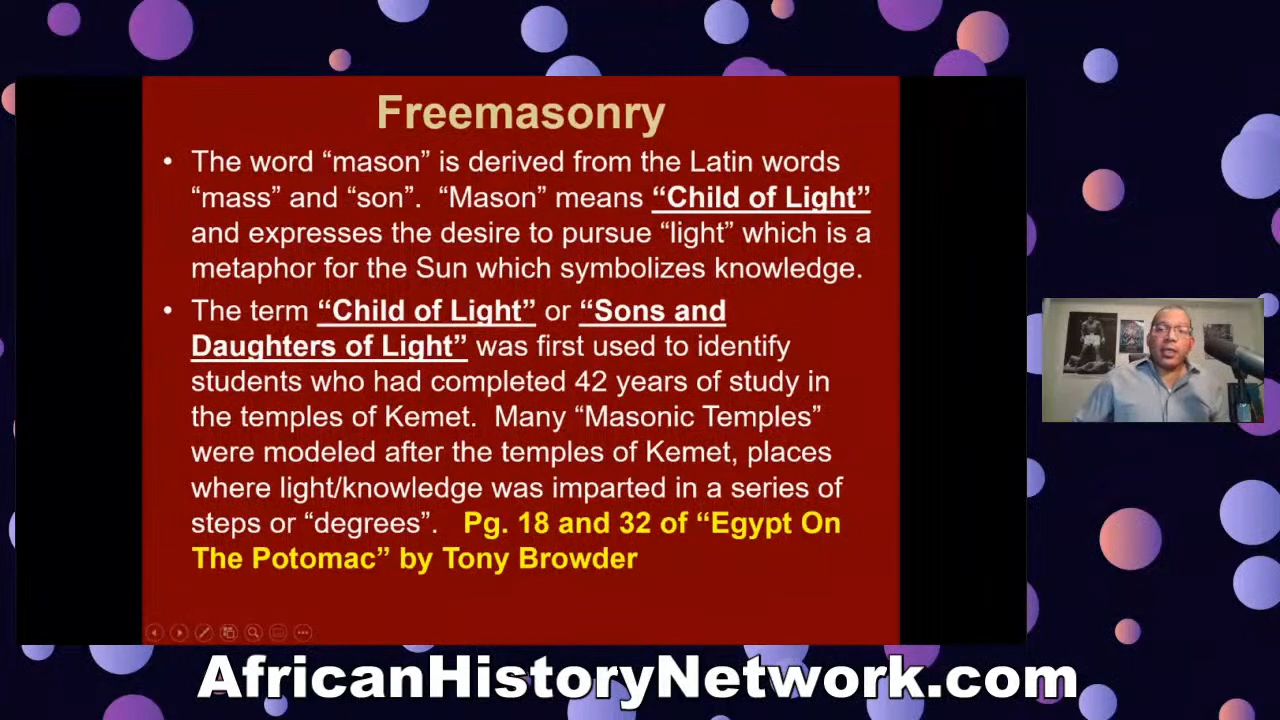 Freemasonry
• The word “mason” is derived from the Latin words
“mass” and “son”. “Mason” means “Child of Light”
and expresses the desire to pursue “light” which is a
metaphor for the Sun which symbolizes knowledge.
• The term “Child of Light” or “Sons and
Daughters of Light” was first used to identify
students who had completed 42 years of study in
the temples of Kemet. Many “Masonic Temples”
were modeled after the temples of Kemet, places
where light/knowledge was imparted in a series of
steps or “degrees”. Pg. 18 and 32 of “Egypt On
The Potomac” by Tony Browder
AfricanHistoryNetwork.com